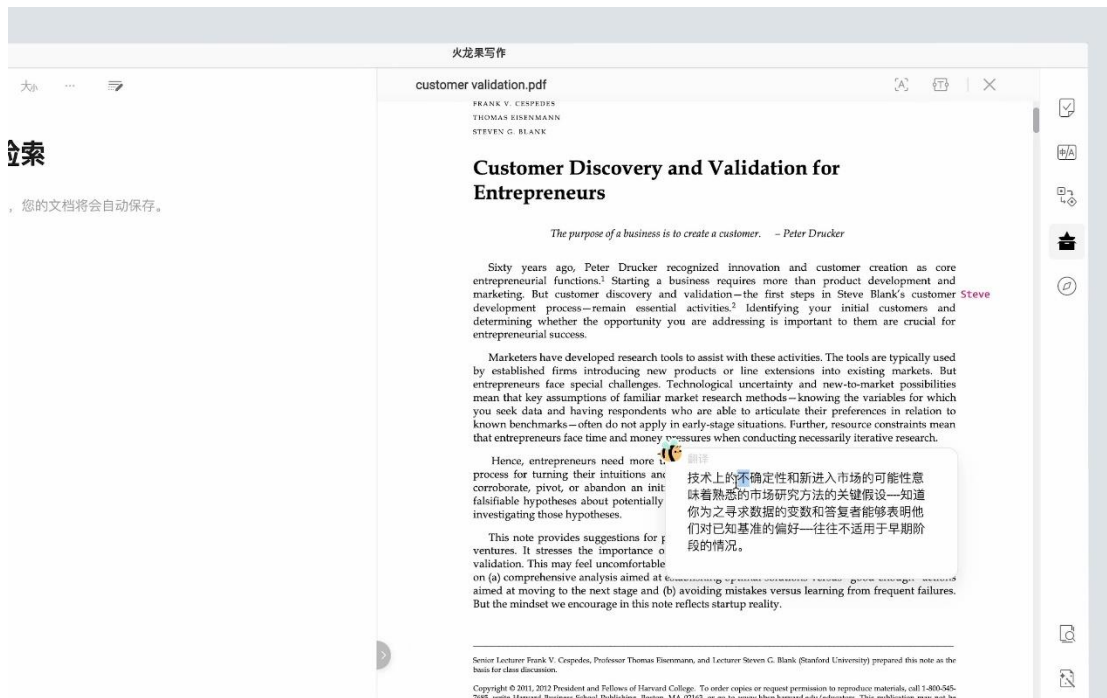 火龙果写作
大小 ...
customer validation.pdf
FRANK V. CESPEDES
THOMAS EISENMANN
STEVEN G. BLANK
检索
Customer Discovery and Validation for
Entrepreneurs
,您的文档将会自动保存。
The purpose of a business is to create a customer. – Peter Drucker
Sixty years ago, Peter Drucker recognized innovation and customer creation as core
entrepreneurial functions.1 Starting a business requires more than product development and
marketing. But customer discovery and validation—the first steps in Steve Blank's customer Steve
development process—remain essential activities.2 Identifying your initial customers and
determining whether the opportunity you are addressing is important to them are crucial for
entrepreneurial success.
Marketers have developed research tools to assist with these activities. The tools are typically used
by established firms introducing new products or line extensions into existing markets. But
entrepreneurs face special challenges. Technological uncertainty and new-to-market possibilities
mean that key assumptions of familiar market research methods—knowing the variables for which
you seek data and having respondents who are able to articulate their preferences in relation to
known benchmarks—often do not apply in early-stage situations. Further, resource constraints mean
that entrepreneurs face time and money pressures when conducting necessarily iterative research.
Hence, entrepreneurs need more
process for turning their intuitions and
corroborate, pivot, or abandon an
falsifiable hypotheses about potentially
investigating those hypotheses.
翻译
技术上的不确定性和新进入市场的可能性意
味着熟悉的市场研究方法的关键假设—知道
你为之寻求数据的变数和答复者能够表明他
们对已知基准的偏好—往往不适用于早期阶
段的情况。
This note provides suggestions for
ventures. It stresses the importance
validation. This may feel uncomfortable
on (a) comprehensive analysis aimed at establishing optimal solutions versus "good enough" actions
aimed at moving to the next stage and (b) avoiding mistakes versus learning from frequent failures.
But the mindset we encourage in this note reflects startup reality.
Senior Lecturer Frank V. Cespedes, Professor Thomas Eisenmann, and Lecturer Steven G. Blank (Stanford University) prepared this note as the
basis for class discussion.
Copyright © 2011, 2012 President and Fellows of Harvard College. To order copies or request permission to reproduce materials, call 1-800-545-